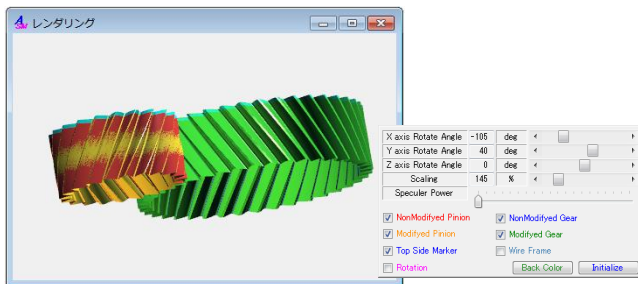 レンダリング
X axis Rotate Angle -105 deg
Y axis Rotate Angle 40 deg
Z axis Rotate Angle 0 deg
Scaling 145 %
Speculer Power
NonModifyed Pinion NonModifyed Gear
Modifyed Pinion Modifyed Gear
Top Side Marker Wire Frame
Rotation Back Color Initialize